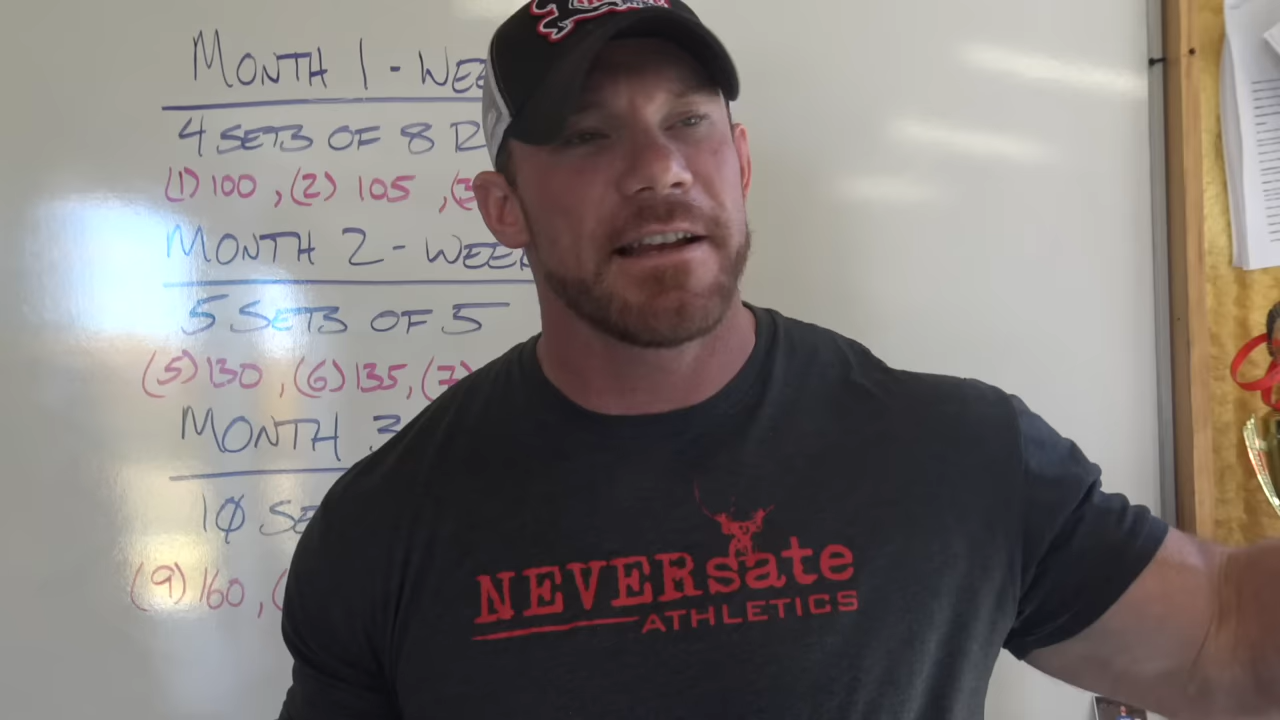 MONTH 1 - WEE
4 SETS OF 8 R
(1) 100 , (2) 105 , (3
MONTH 2 - WEEK
5 SETS OF 5
(5) 130 , (6) 135, (7)
MONTH 3
10 SE
(9) 160 , (
NEVERsate
ATHLETICS